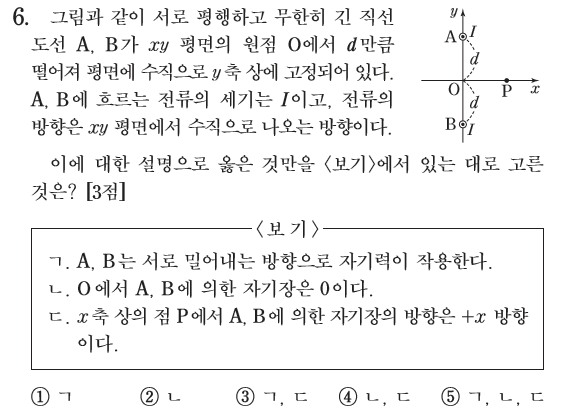 6. 그림과 같이 서로 평행하고 무한히 긴 직선
도선 A, B가 xy 평면의 원점 O에서 d만큼
떨어져 평면에 수직으로 y축 상에 고정되어 있다.
A, B에 흐르는 전류의 세기는 I이고, 전류의
방향은 xy 평면에서 수직으로 나오는 방향이다.
y
A I
d
O P x
d
B I
이에 대한 설명으로 옳은 것만을 〈보기〉에서 있는 대로 고른
것은? [3점]
〈보 기〉
ㄱ. A, B는 서로 밀어내는 방향으로 자기력이 작용한다.
ㄴ. O에서 A, B에 의한 자기장은 0이다.
ㄷ. x축 상의 점 P에서 A, B에 의한 자기장의 방향은 +x 방향
이다.
① ㄱ ② ㄴ ③ ㄱ, ㄷ ④ ㄴ, ㄷ ⑤ ㄱ, ㄴ, ㄷ